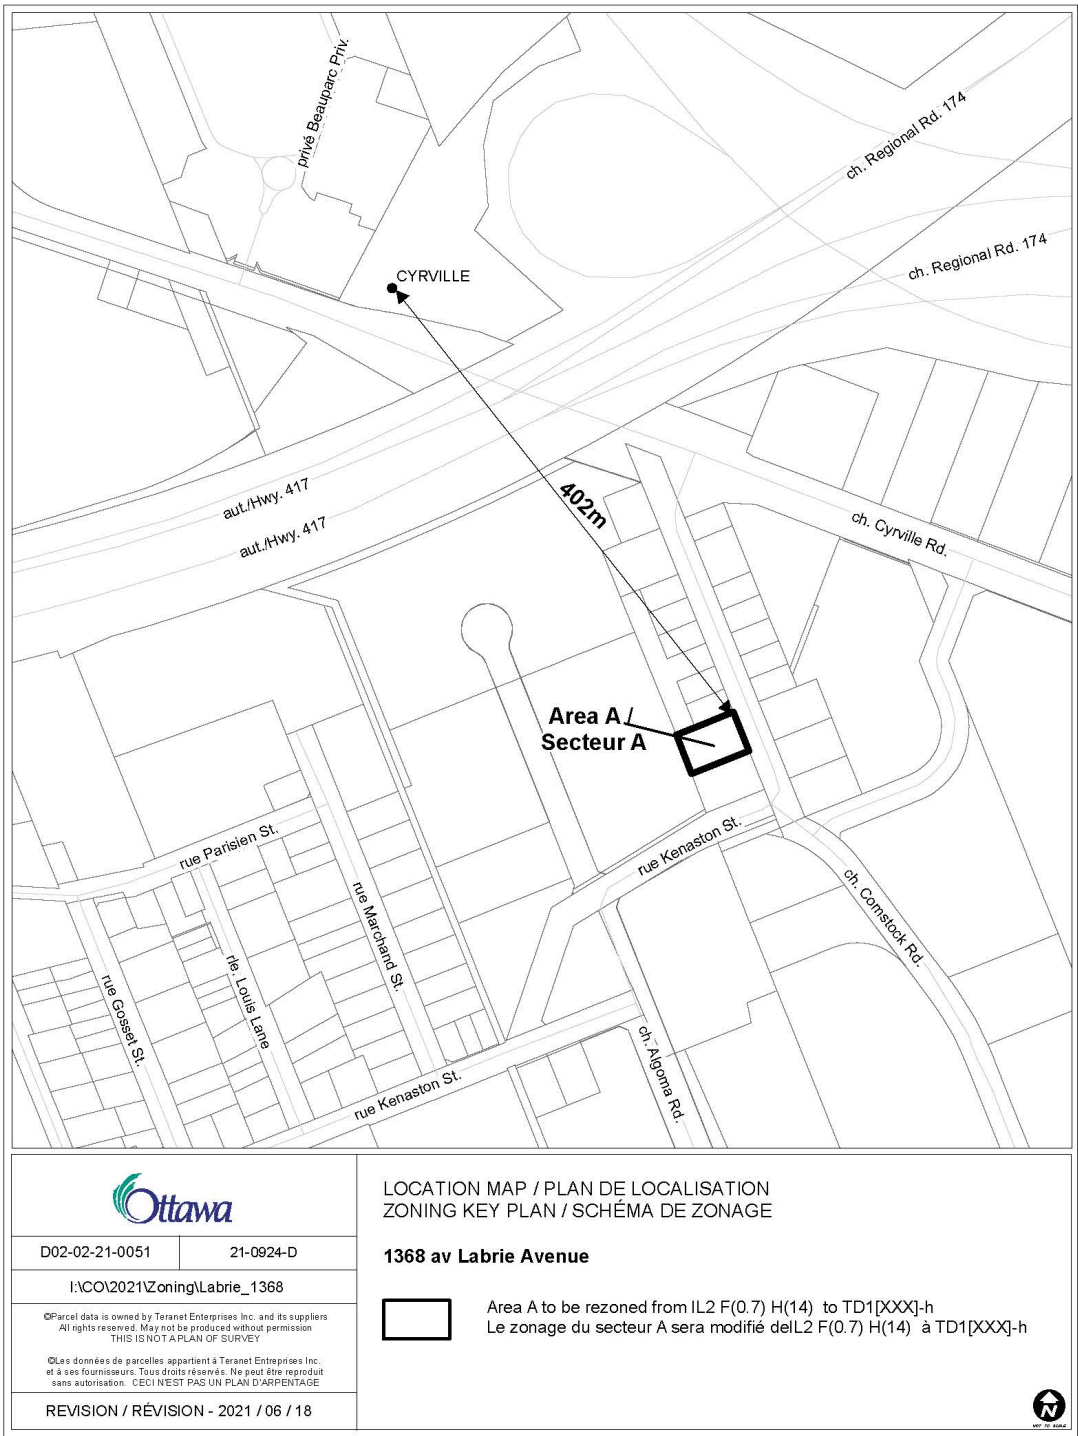 privé Beauparc Priv.
ch. Regional Rd. 174
ch. Regional Rd. 174
CYRVILLE
aut./Hwy. 417
aut./Hwy. 417
402m
ch. Cyrville Rd.
Area A /
Secteur A
rue Parisien St.
rue Kenaston St.
rue Marchand St.
ch. Comstock Rd.
rle. Louis Lane
rue Gosset St.
ch. Algoma Rd.
rue Kenaston St.
Ottawa
D02-02-21-0051
21-0924-D
I:\CO\2021\Zoning\Labrie_1368
©Parcel data is owned by Teranet Enterprises Inc. and its suppliers
All rights reserved. May not be produced without permission
THIS IS NOT A PLAN OF SURVEY
©Les données de parcelles appartient à Teranet Entreprises Inc.
et à ses fournisseurs. Tous droits réservés. Ne peut être reproduit
sans autorisation. CECI N'EST PAS UN PLAN D'ARPENTAGE
REVISION / RÉVISION - 2021 / 06 / 18
LOCATION MAP / PLAN DE LOCALISATION
ZONING KEY PLAN / SCHÉMA DE ZONAGE
1368 av Labrie Avenue
Area A to be rezoned from IL2 F(0.7) H(14) to TD1[XXX]-h
Le zonage du secteur A sera modifié deIL2 F(0.7) H(14) à TD1[XXX]-h
N
NOT TO SCALE